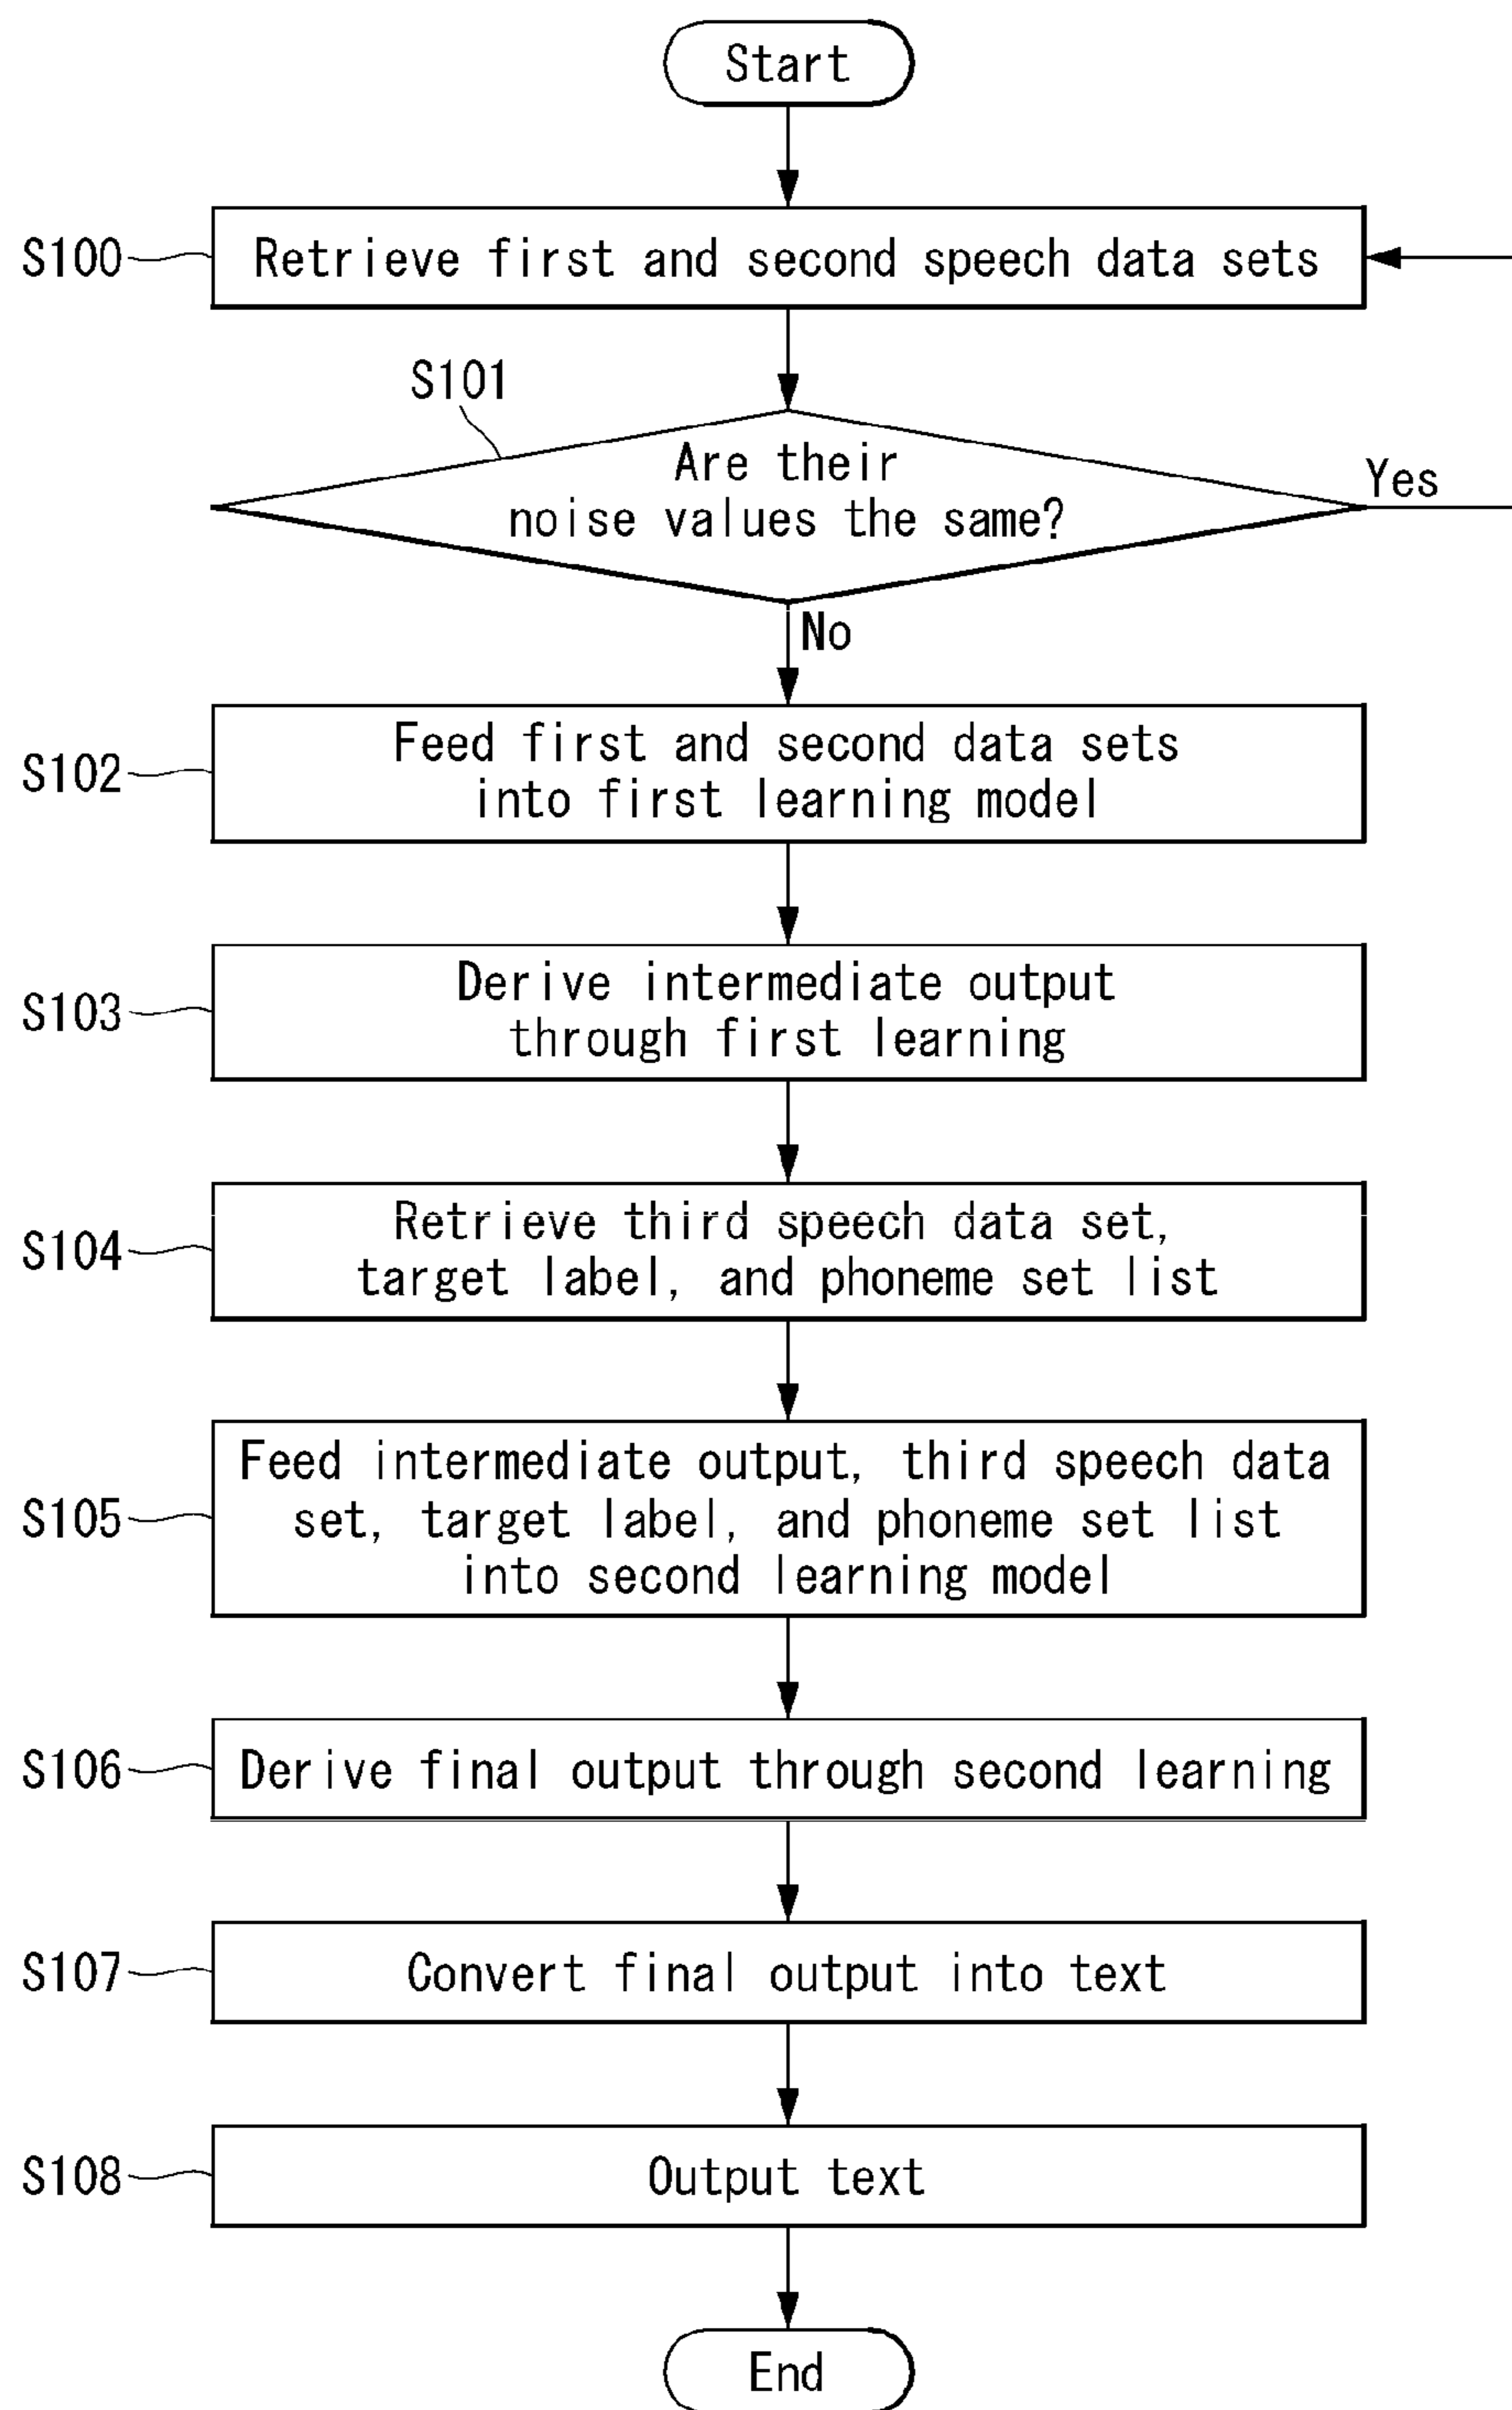 Start
S100
Retrieve first and second speech data sets
S101
Are their
noise values the same?
Yes
No
S102
Feed first and second data sets
into first learning model
S103
Derive intermediate output
through first learning
S104
Retrieve third speech data set,
target label, and phoneme set list
S105
Feed intermediate output, third speech data
set, target label, and phoneme set list
into second learning model
S106
Derive final output through second learning
S107
Convert final output into text
S108
Output text
End